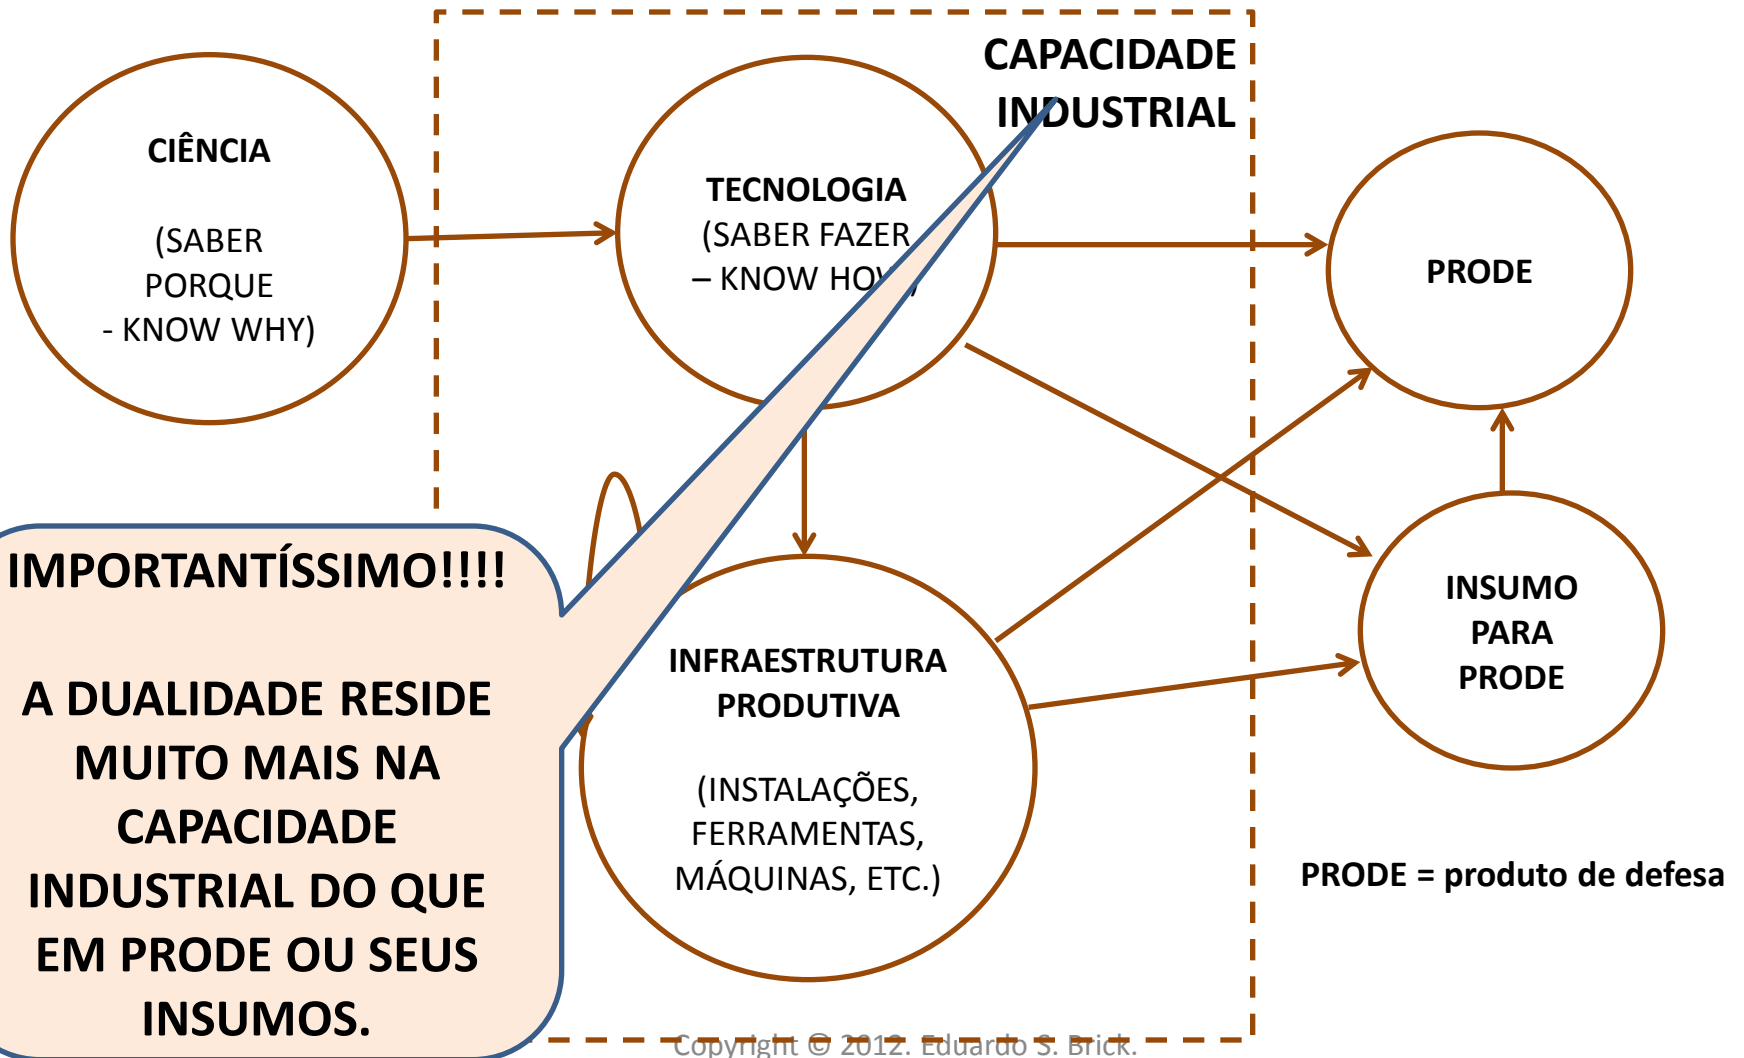 CAPACIDADE
INDUSTRIAL
CIÊNCIA
(SABER
PORQUE
- KNOW WHY)
TECNOLOGIA
(SABER FAZER
– KNOW HOW)
PRODE
IMPORTANTÍSSIMO!!!!
A DUALIDADE RESIDE
MUITO MAIS NA
CAPACIDADE
INDUSTRIAL DO QUE
EM PRODE OU SEUS
INSUMOS.
INFRAESTRUTURA
PRODUTIVA
(INSTALAÇÕES,
FERRAMENTAS,
MÁQUINAS, ETC.)
INSUMO
PARA
PRODE
PRODE = produto de defesa
Copyright © 2012. Eduardo S. Brick.